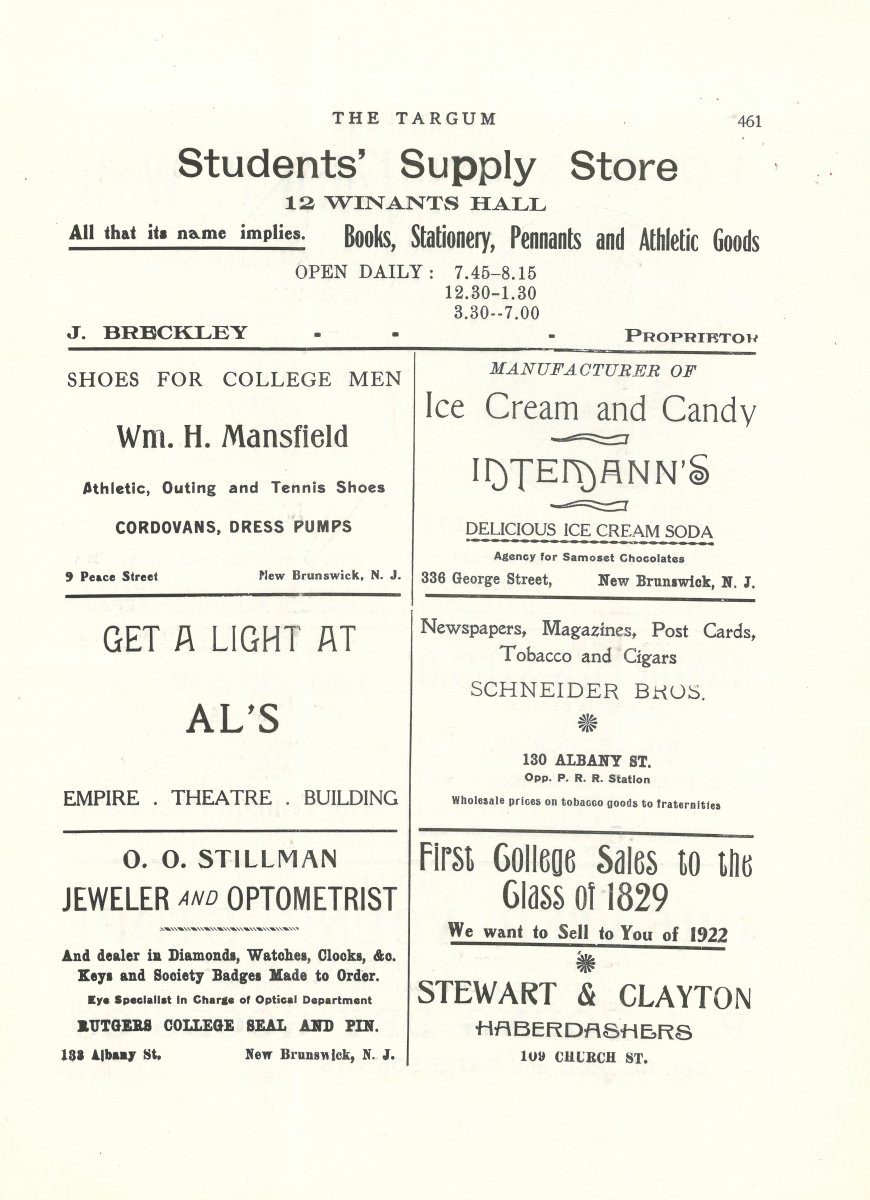 THE TARGUM 461
Students' Supply Store
12 WINANTS HALL
All that its name implies. Books, Stationery, Pennants and Athletic Goods
OPEN DAILY: 7.45–8.15
12.30–1.30
3.30--7.00
J. BRECKLEY - - - PROPRIETOR
SHOES FOR COLLEGE MEN
Wm. H. Mansfield
Athletic, Outing and Tennis Shoes
CORDOVANS, DRESS PUMPS
9 Peace Street New Brunswick, N. J.
MANUFACTURER OF
Ice Cream and Candy
INTEMANN'S
DELICIOUS ICE CREAM SODA
Agency for Samoset Chocolates
336 George Street, New Brunswick, N. J.
GET A LIGHT AT
AL'S
EMPIRE . THEATRE . BUILDING
Newspapers, Magazines, Post Cards,
Tobacco and Cigars
SCHNEIDER BROS.
130 ALBANY ST.
Opp. P. R. R. Station
Wholesale prices on tobacco goods to fraternities
O. O. STILLMAN
JEWELER AND OPTOMETRIST
And dealer in Diamonds, Watches, Clocks, &c.
Keys and Society Badges Made to Order.
Eye Specialist in Charge of Optical Department
RUTGERS COLLEGE SEAL AND PIN.
133 Albany St. New Brunswick, N. J.
First College Sales to the
Class of 1829
We want to Sell to You of 1922
STEWART & CLAYTON
HABERDASHERS
109 CHURCH ST.